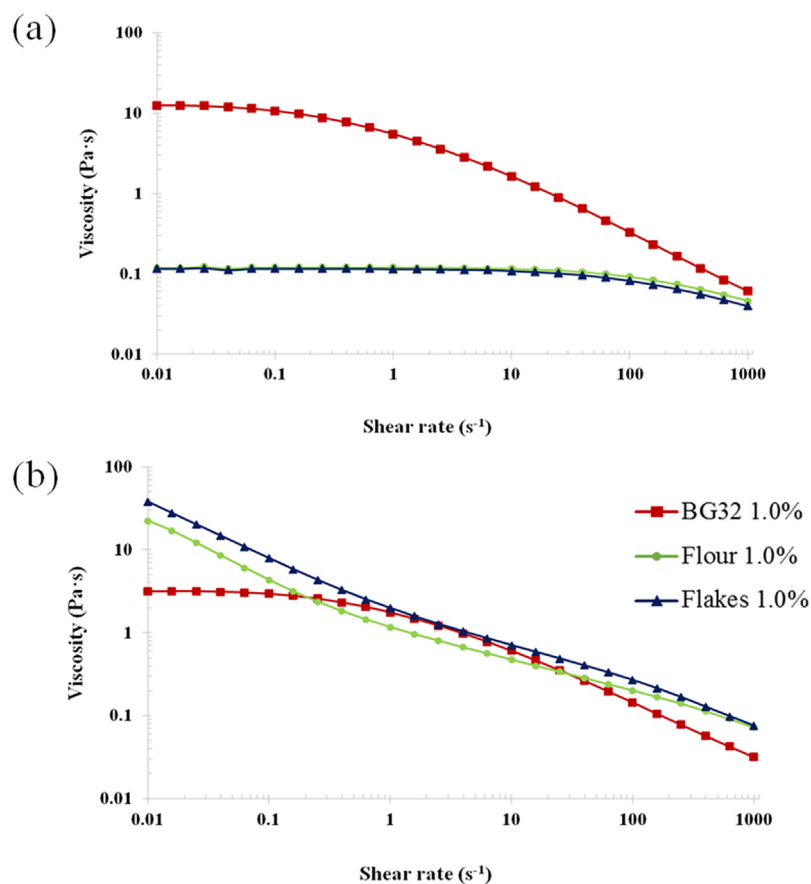 (a)
100
10
1
0.1
0.01
Viscosity (Pa·s)
0.01 0.1 1 10 100 1000
Shear rate (s⁻¹)
(b)
100
10
1
0.1
0.01
Viscosity (Pa·s)
0.01 0.1 1 10 100 1000
Shear rate (s⁻¹)
BG32 1.0%
Flour 1.0%
Flakes 1.0%